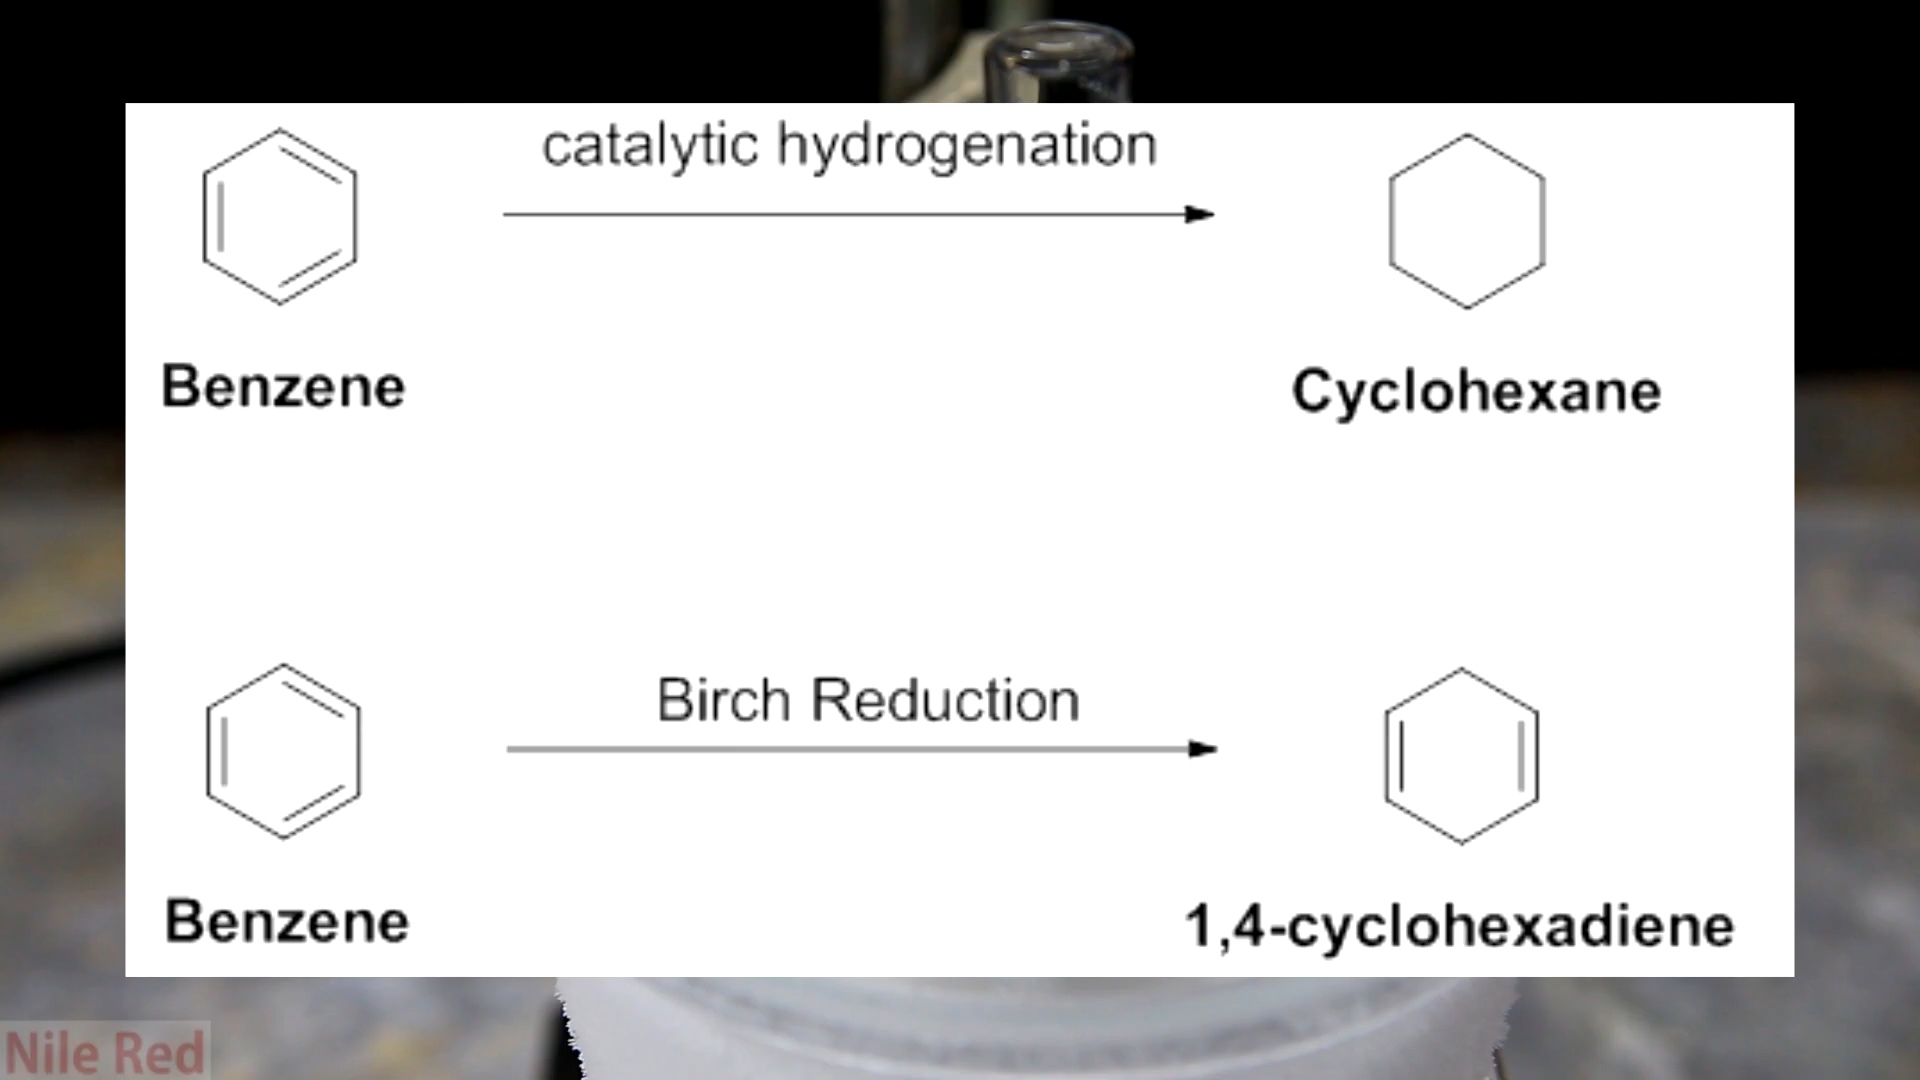 catalytic hydrogenation
Benzene
Cyclohexane
Birch Reduction
Benzene
1,4-cyclohexadiene
Nile Red